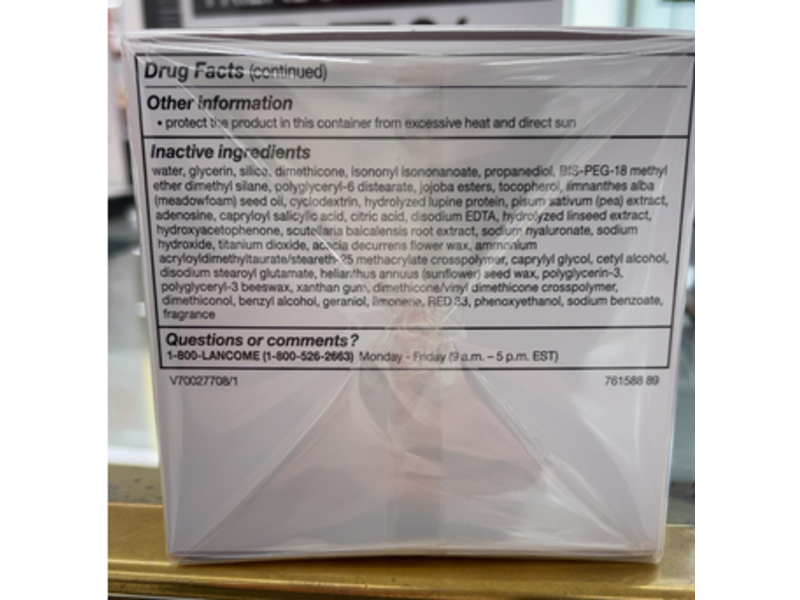 Drug Facts (continued)
Other information
• protect the product in this container from excessive heat and direct sun
Inactive ingredients
water, glycerin, silica, dimethicone, isononyl isononanoate, propanediol, BIS-PEG-18 methyl
ether dimethyl silane, polyglyceryl-6 distearate, jojoba esters, tocopherol, limnanthes alba
(meadowfoam) seed oil, cyclodextrin, hydrolyzed lupine protein, pisum sativum (pea) extract,
adenosine, capryloyl salicylic acid, citric acid, disodium EDTA, hydrolyzed linseed extract,
hydroxyacetophenone, scutellaria baicalensis root extract, sodium hyaluronate, sodium
hydroxide, titanium dioxide, acacia decurrens flower wax, ammonium
acryloyldimethyltaurate/steareth-25 methacrylate crosspolymer, caprylyl glycol, cetyl alcohol,
disodium stearoyl glutamate, helianthus annuus (sunflower) seed wax, polyglycerin-3,
polyglyceryl-3 beeswax, xanthan gum, dimethicone/vinyl dimethicone crosspolymer,
dimethiconol, benzyl alcohol, geraniol, limonene, RED 33, phenoxyethanol, sodium benzoate,
fragrance
Questions or comments?
1-800-LANCOME (1-800-526-2663) Monday - Friday (9 a.m. – 5 p.m. EST)
V70027708/1
761588 89